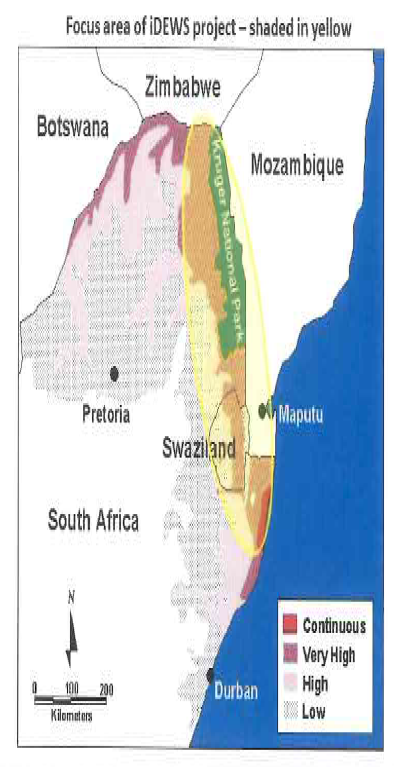 Focus area of iDEWS project – shaded in yellow
Zimbabwe
Botswana
Mozambique
Kruger National Park
Pretoria
Maputu
Swaziland
South Africa
N
0 100 200
Kilometers
Durban
Continuous
Very High
High
Low